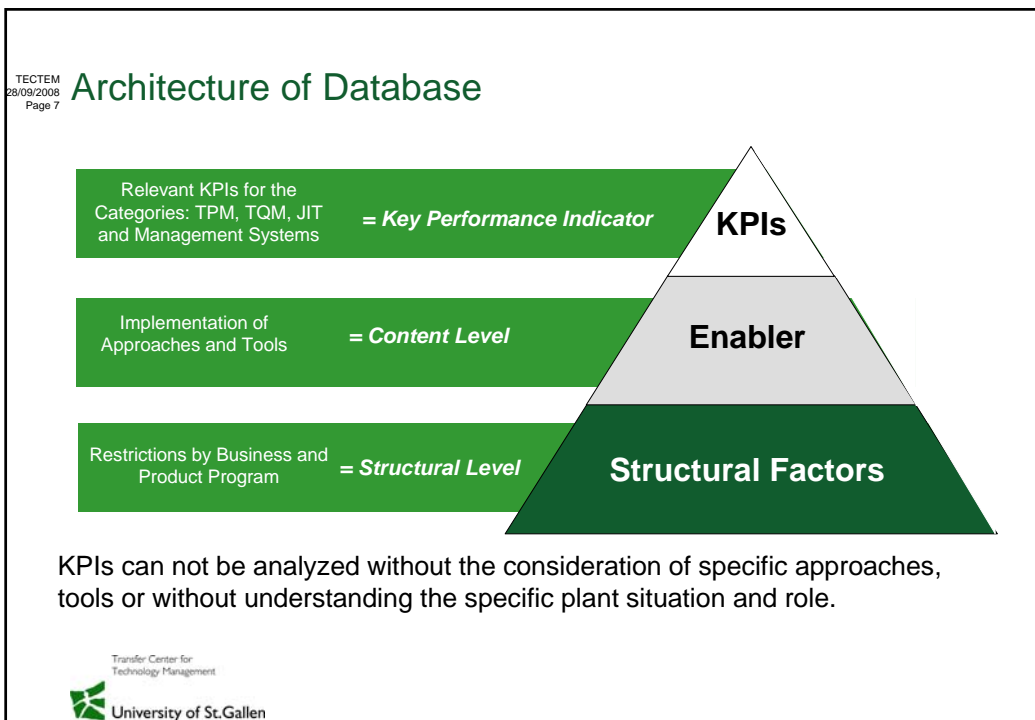 TECTEM
28/09/2008
Page 7
Architecture of Database
Relevant KPIs for the
Categories: TPM, TQM, JIT
and Management Systems
= Key Performance Indicator
KPIs
Implementation of
Approaches and Tools
= Content Level
Enabler
Restrictions by Business and
Product Program
= Structural Level
Structural Factors
KPIs can not be analyzed without the consideration of specific approaches,
tools or without understanding the specific plant situation and role.
Transfer Center for
Technology Management
University of St.Gallen